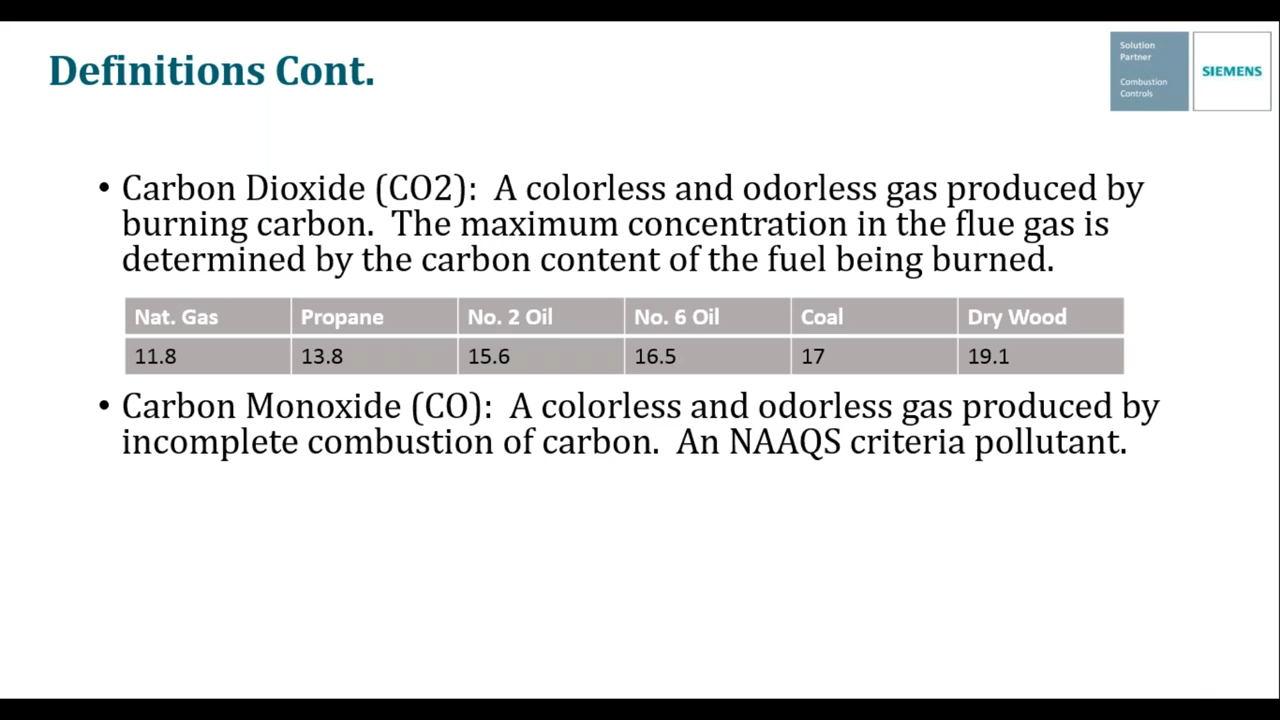 Definitions Cont.
Solution
Partner
Combustion
Controls
SIEMENS
• Carbon Dioxide (CO2):  A colorless and odorless gas produced by
burning carbon.  The maximum concentration in the flue gas is
determined by the carbon content of the fuel being burned.
Nat. Gas Propane No. 2 Oil No. 6 Oil Coal Dry Wood
11.8 13.8 15.6 16.5 17 19.1
• Carbon Monoxide (CO):  A colorless and odorless gas produced by
incomplete combustion of carbon.  An NAAQS criteria pollutant.